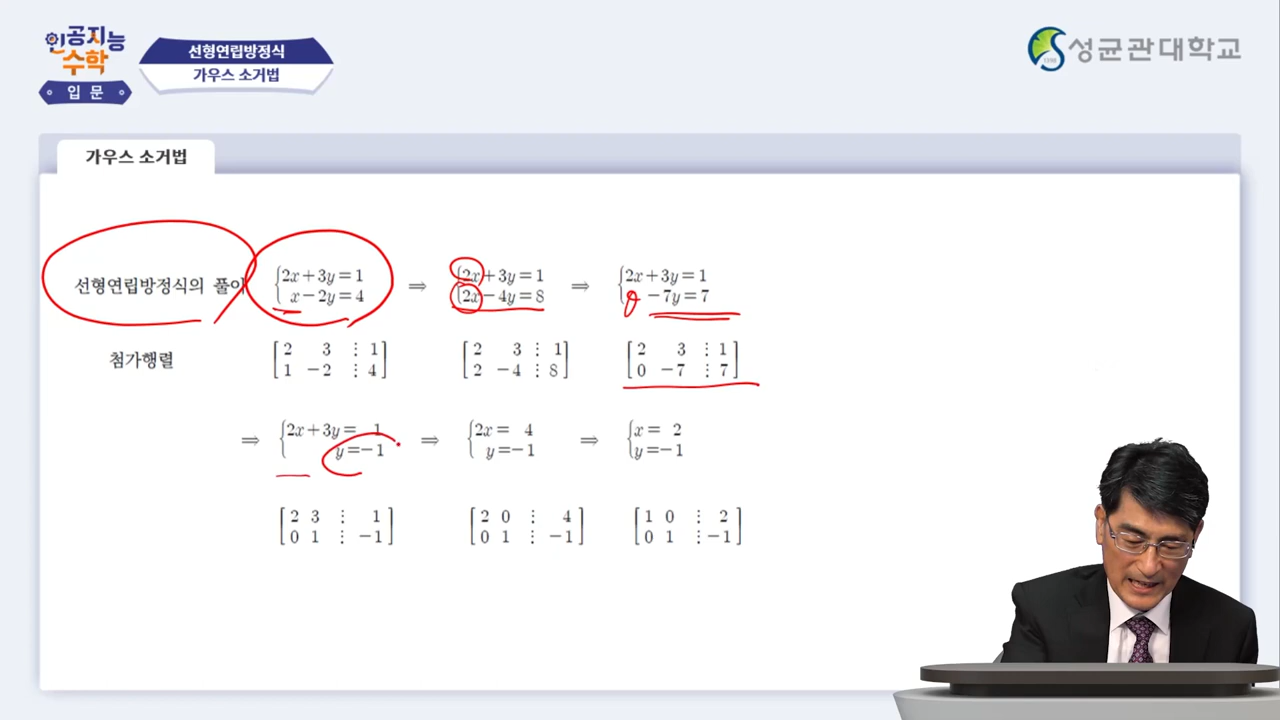 인공지능
수학
입문
선형연립방정식
가우스 소거법
성균관대학교
가우스 소거법
선형연립방정식의 풀이 {2x+3y=1 ⇒ {2x+3y=1 ⇒ {2x+3y=1
x−2y=4 2x−4y=8 0 −7y=7
첨가행렬 [2 3 ⋮ 1] [2 3 ⋮ 1] [2 3 ⋮ 1]
[1 −2 ⋮ 4] [2 −4 ⋮ 8] [0 −7 ⋮ 7]
⇒ {2x+3y= 1 ⇒ {2x= 4 ⇒ {x= 2
y=−1 y=−1 y=−1
[2 3 ⋮ 1] [2 0 ⋮ 4] [1 0 ⋮ 2]
[0 1 ⋮ −1] [0 1 ⋮ −1] [0 1 ⋮ −1]